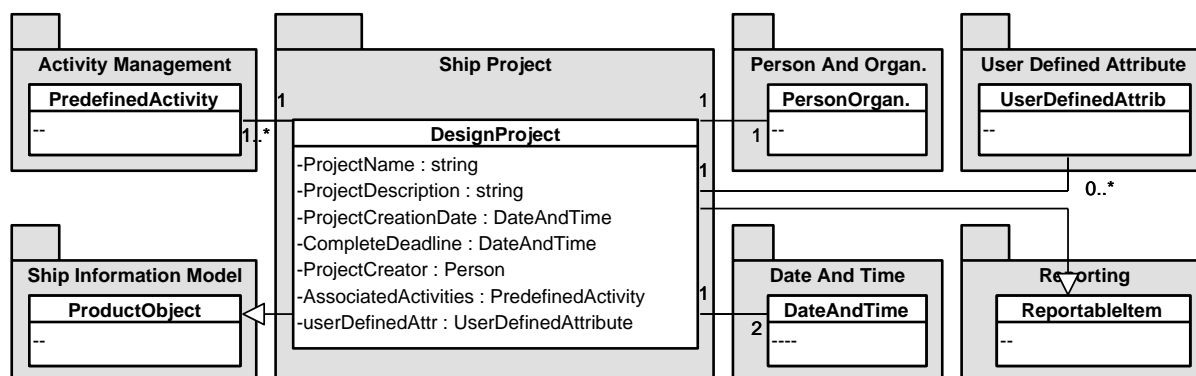 Activity Management
PredefinedActivity
--
1
1..*
Ship Project
DesignProject
-ProjectName : string
-ProjectDescription : string
-ProjectCreationDate : DateAndTime
-CompleteDeadline : DateAndTime
-ProjectCreator : Person
-AssociatedActivities : PredefinedActivity
-userDefinedAttr : UserDefinedAttribute
1
1
Person And Organ.
PersonOrgan.
--
User Defined Attribute
UserDefinedAttrib
--
1
0..*
Ship Information Model
ProductObject
--
1
2
Date And Time
DateAndTime
----
Reporting
ReportableItem
--